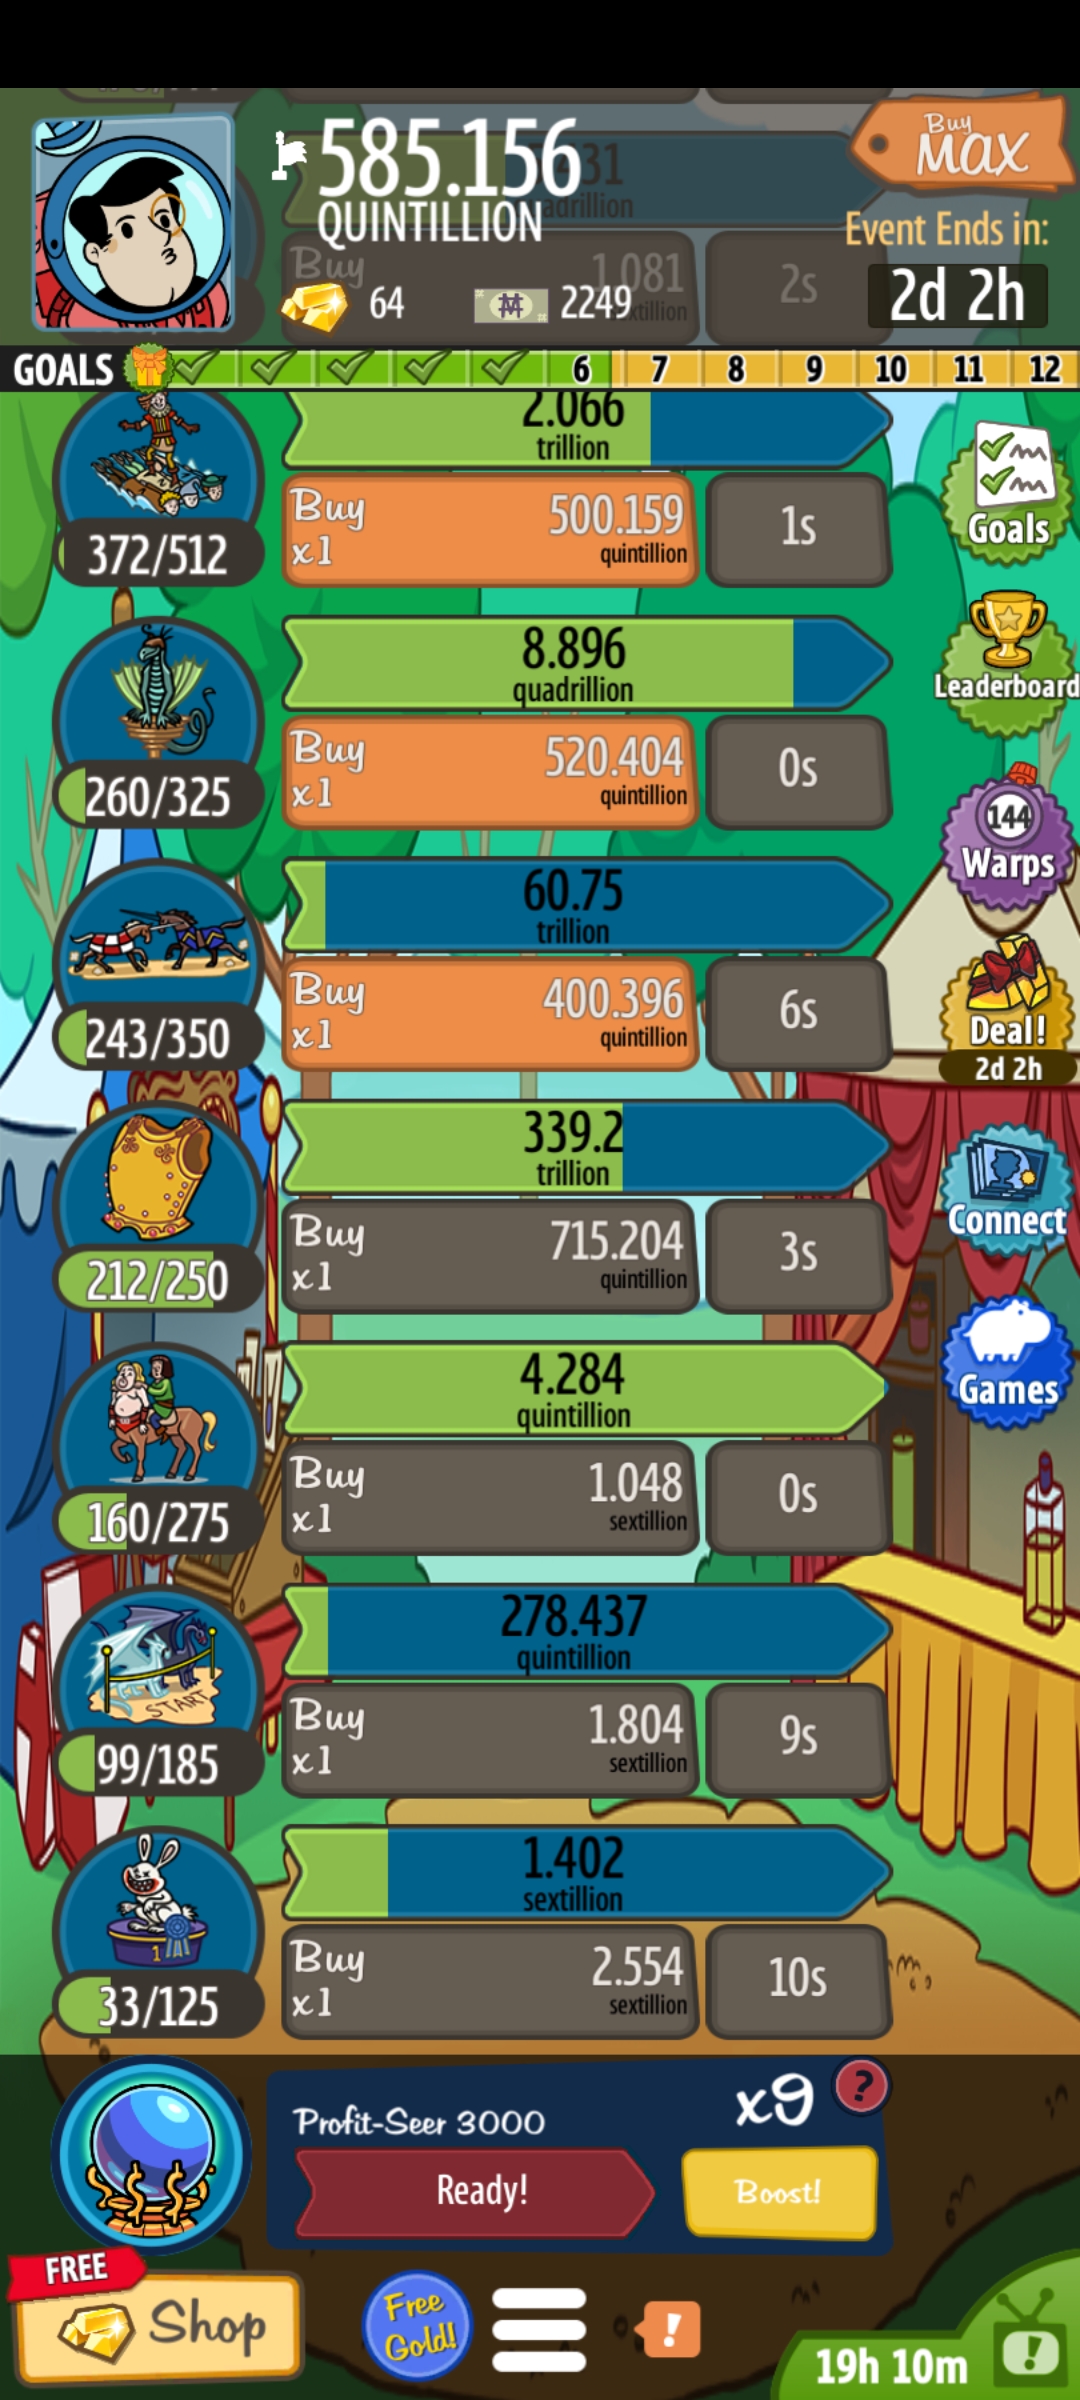 585.156
QUINTILLION
64
2249
Buy
MAX
Event Ends in:
2d 2h
Buy
1.081
2s
GOALS 6 7 8 9 10 11 12
2.066
trillion
372/512
Buy
x1
500.159
quintillion
1s
Goals
8.896
quadrillion
260/325
Buy
x1
520.404
quintillion
0s
Leaderboard
60.75
trillion
243/350
Buy
x1
400.396
quintillion
6s
144
Warps
Deal!
2d 2h
339.2
trillion
212/250
Buy
x1
715.204
quintillion
3s
Connect
4.284
quintillion
160/275
Buy
x1
1.048
sextillion
0s
Games
278.437
quintillion
START
99/185
Buy
x1
1.804
sextillion
9s
1.402
sextillion
1
33/125
Buy
x1
2.554
sextillion
10s
Profit-Seer 3000
x9
?
Ready!
Boost!
FREE
Shop
Free
Gold!
!
19h 10m
!